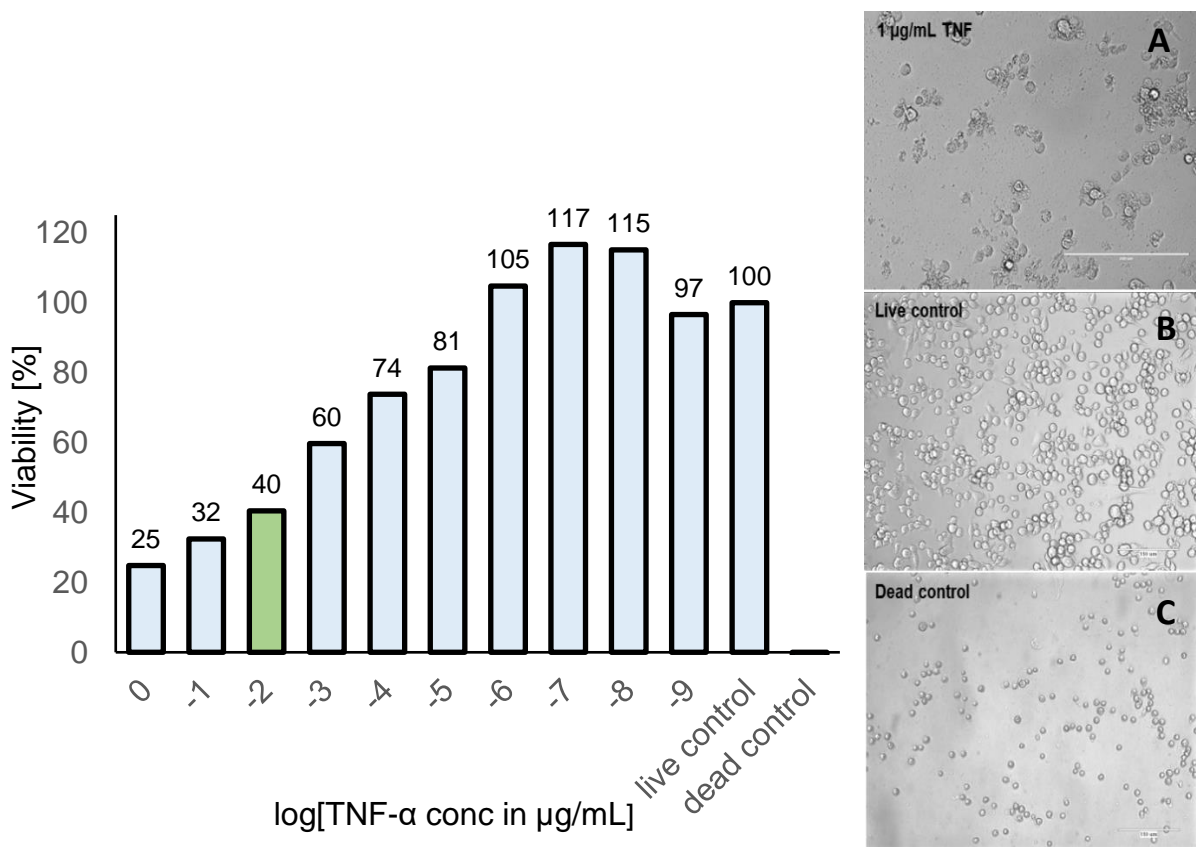 120
100
80
60
40
20
0
Viability [%]
25
32
40
60
74
81
105
117
115
97
100
0
-1
-2
-3
-4
-5
-6
-7
-8
-9
live control
dead control
log[TNF-α conc in µg/mL]
1 µg/mL TNF
A
Live control
B
Dead control
C